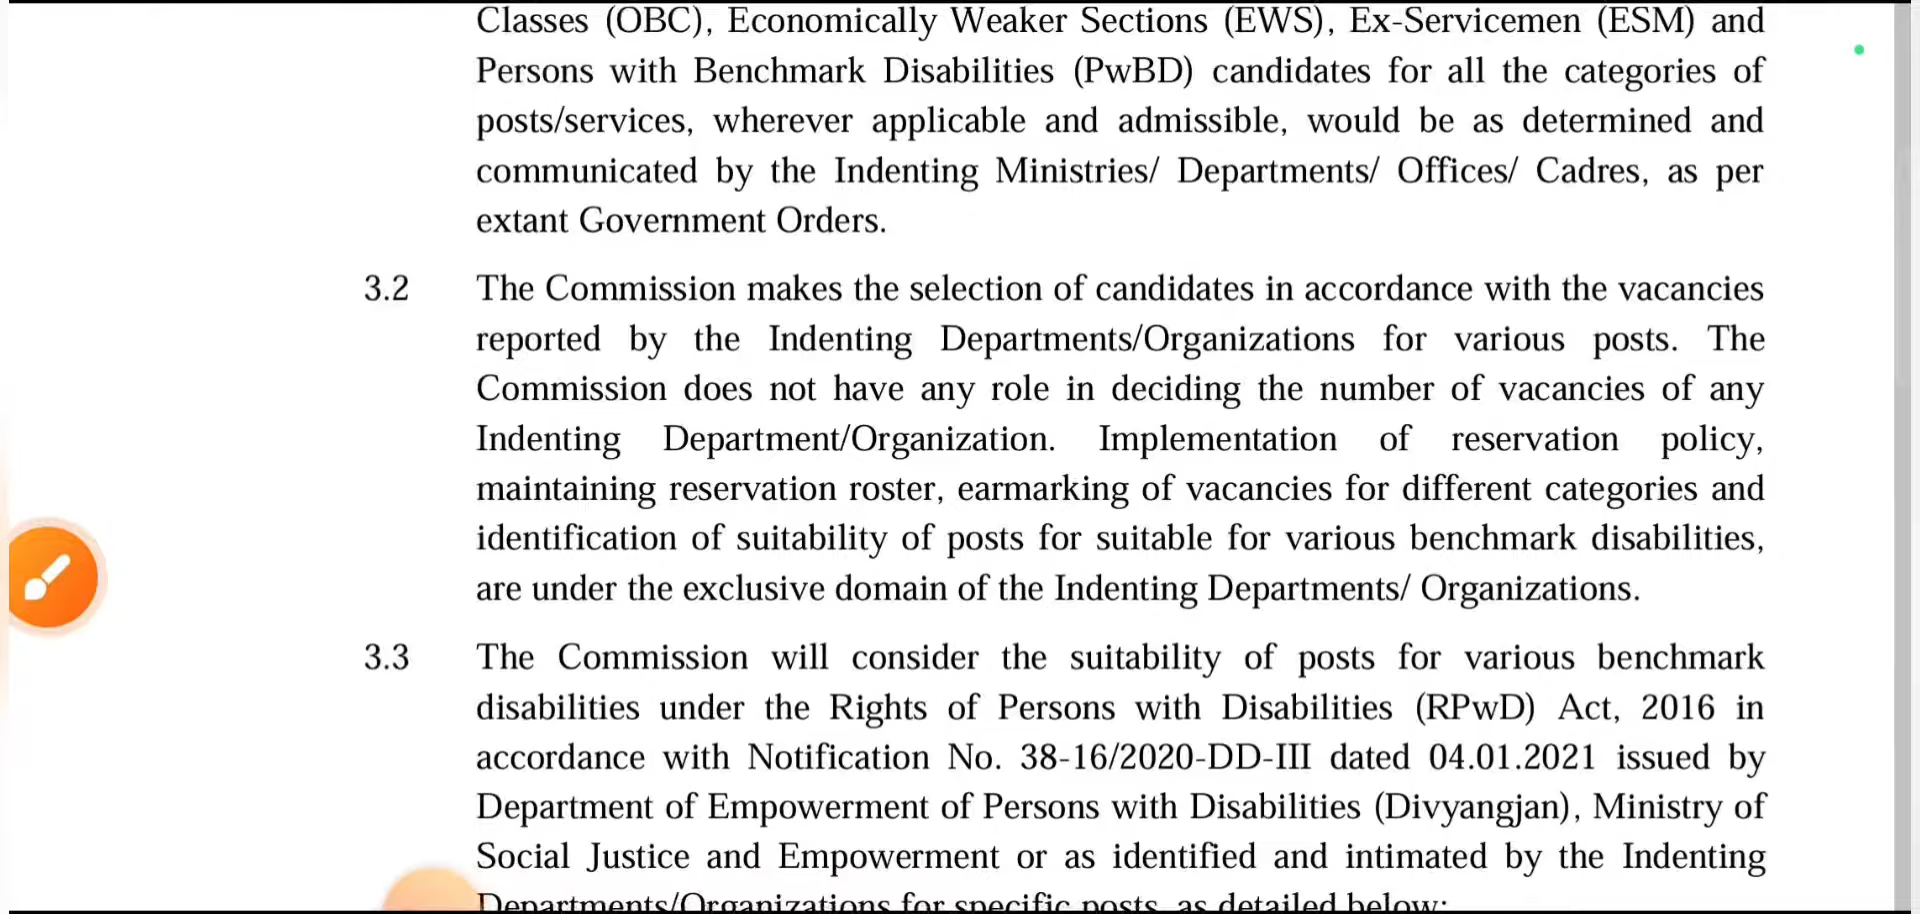 Classes (OBC), Economically Weaker Sections (EWS), Ex-Servicemen (ESM) and
Persons with Benchmark Disabilities (PwBD) candidates for all the categories of
posts/services, wherever applicable and admissible, would be as determined and
communicated by the Indenting Ministries/ Departments/ Offices/ Cadres, as per
extant Government Orders.
3.2 The Commission makes the selection of candidates in accordance with the vacancies
reported by the Indenting Departments/Organizations for various posts. The
Commission does not have any role in deciding the number of vacancies of any
Indenting Department/Organization. Implementation of reservation policy,
maintaining reservation roster, earmarking of vacancies for different categories and
identification of suitability of posts for suitable for various benchmark disabilities,
are under the exclusive domain of the Indenting Departments/ Organizations.
3.3 The Commission will consider the suitability of posts for various benchmark
disabilities under the Rights of Persons with Disabilities (RPwD) Act, 2016 in
accordance with Notification No. 38-16/2020-DD-III dated 04.01.2021 issued by
Department of Empowerment of Persons with Disabilities (Divyangjan), Ministry of
Social Justice and Empowerment or as identified and intimated by the Indenting
Departments/Organizations for specific posts, as detailed below: